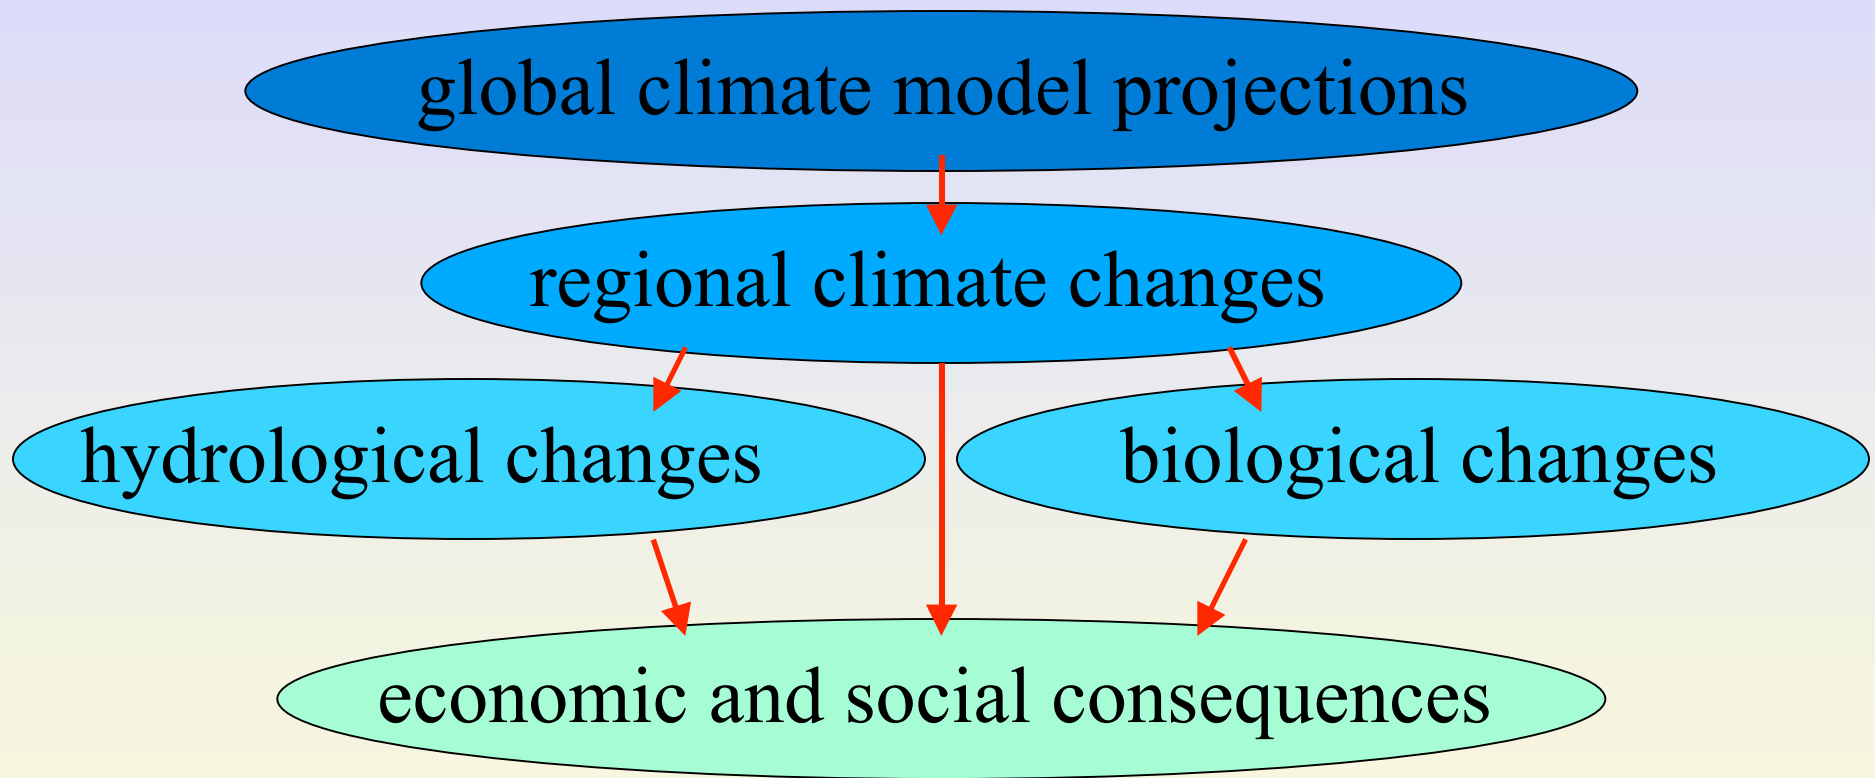 global climate model projections
regional climate changes
hydrological changes
biological changes
economic and social consequences